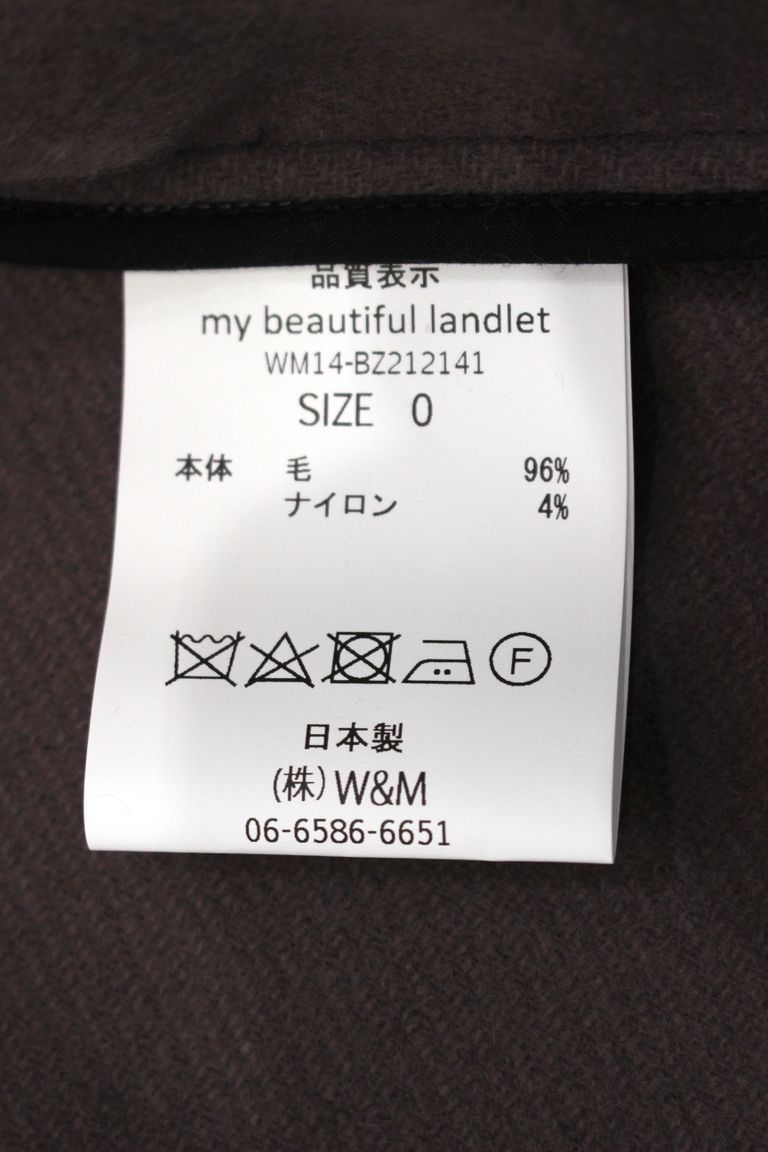 品質表示
my beautiful landlet
WM14-BZ212141
SIZE 0
本体 毛 96%
ナイロン 4%
F
日本製
(株)W&M
06-6586-6651